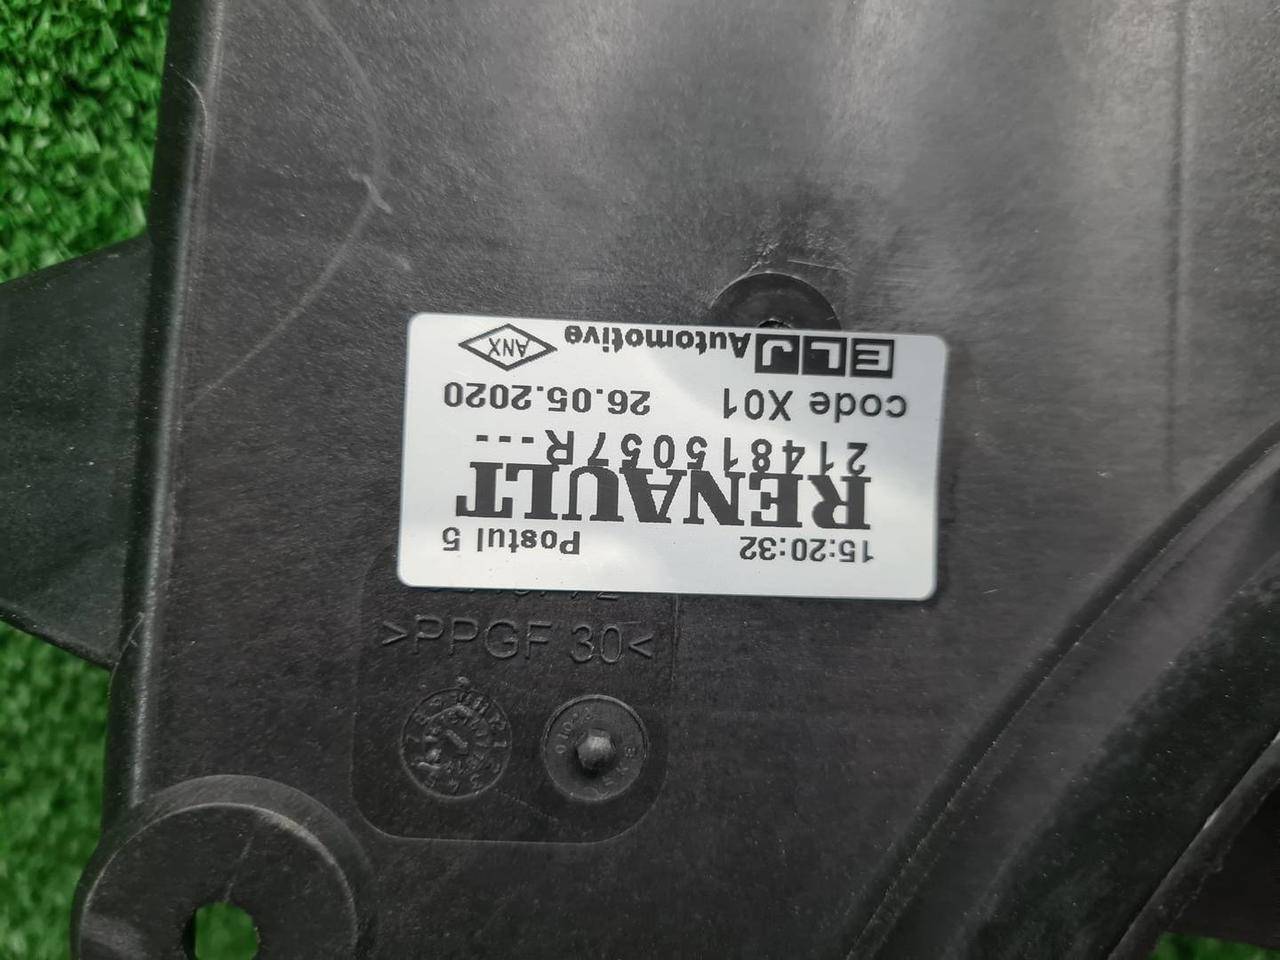 15:20:32 Postul 5
RENAULT
214815057R---
code X01 26.05.2020
ELJ Automotive ANX
>PPGF 30<